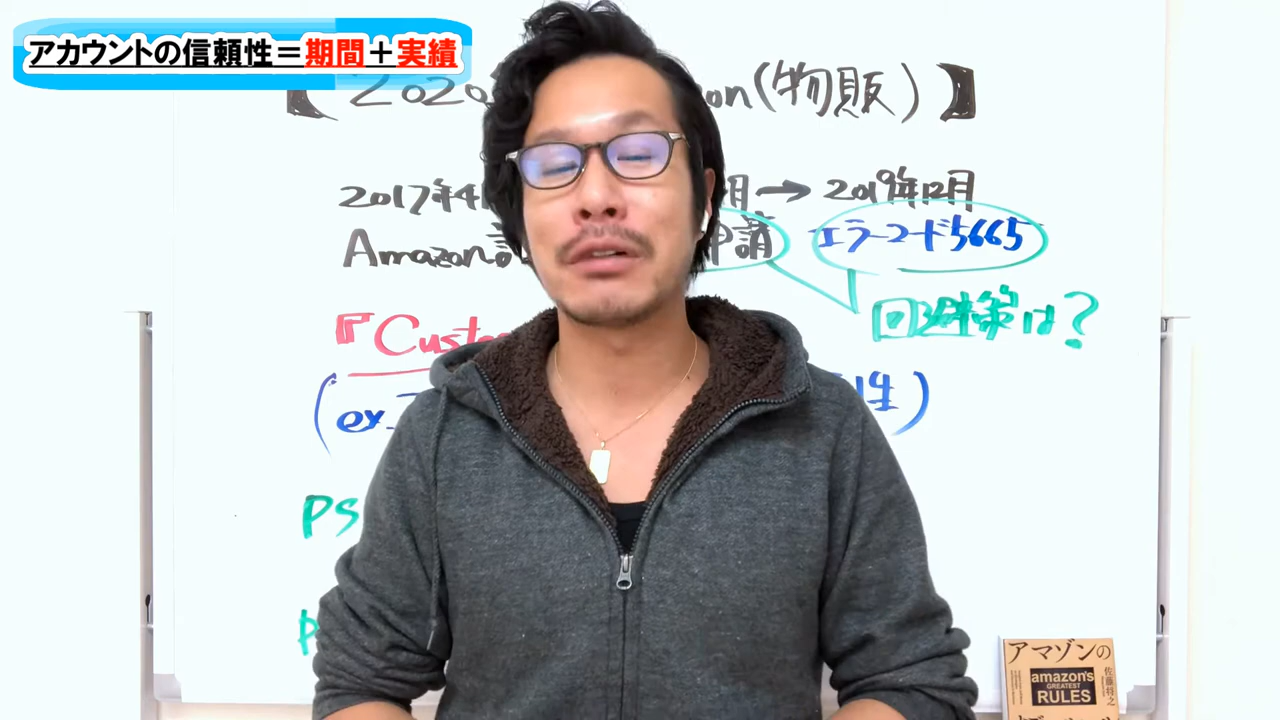 アカウントの信頼性＝期間＋実績
【2020 on(物販)】
2017年4 月→2019年12月
Amazon 申請 エラーコード5665
回避策は?
『Custo
(ex. 性)
PS
P
アマゾンの
佐藤将之
amazon's
GREATEST
RULES